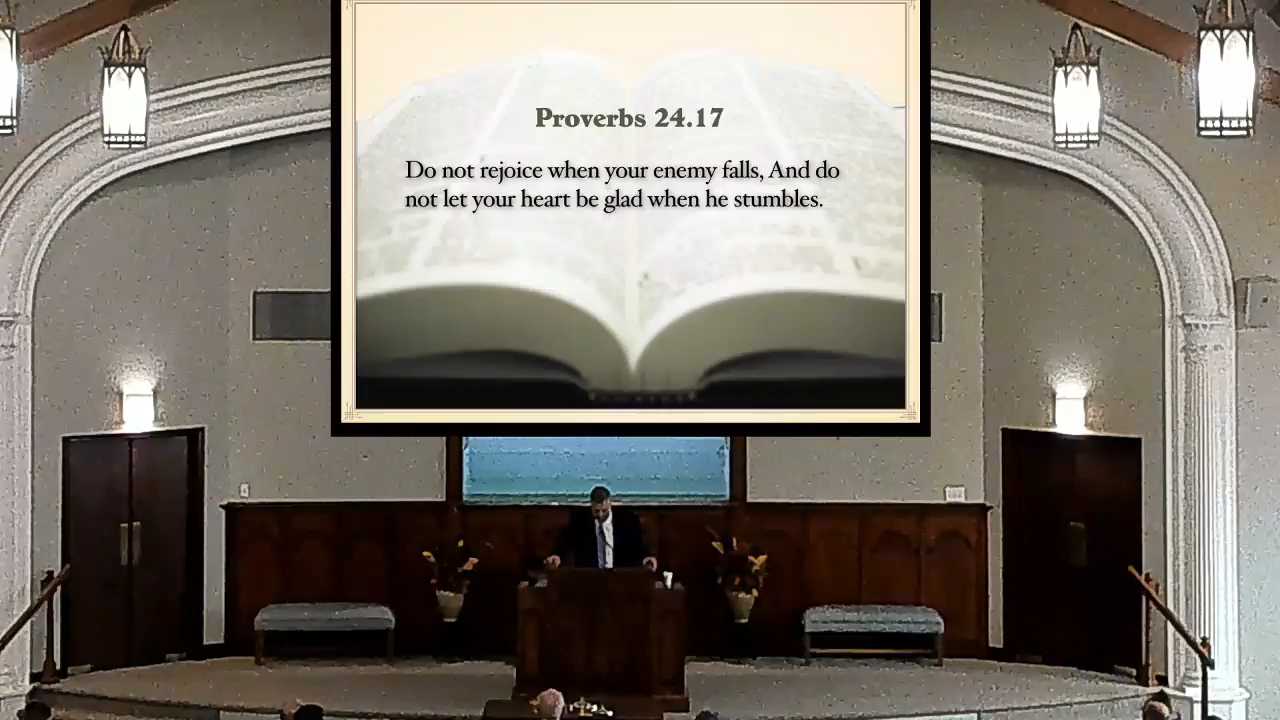 Proverbs 24.17
Do not rejoice when your enemy falls, And do
not let your heart be glad when he stumbles.